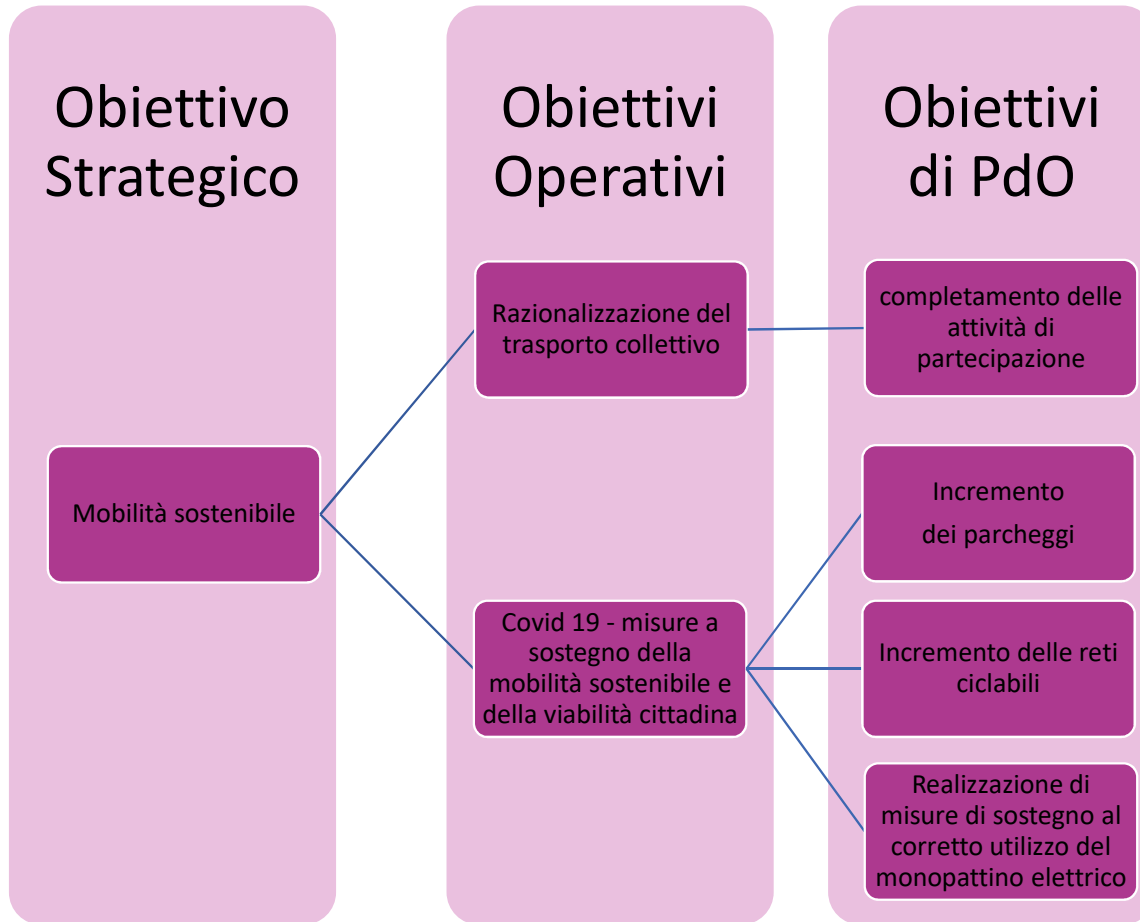 Obiettivo
Strategico
Obiettivi
Operativi
Obiettivi
di PdO
Mobilità sostenibile
Razionalizzazione del
trasporto collettivo
completamento delle
attività di
partecipazione
Covid 19 - misure a
sostegno della
mobilità sostenibile e
della viabilità cittadina
Incremento
dei parcheggi
Incremento delle reti
ciclabili
Realizzazione di
misure di sostegno al
corretto utilizzo del
monopattino elettrico